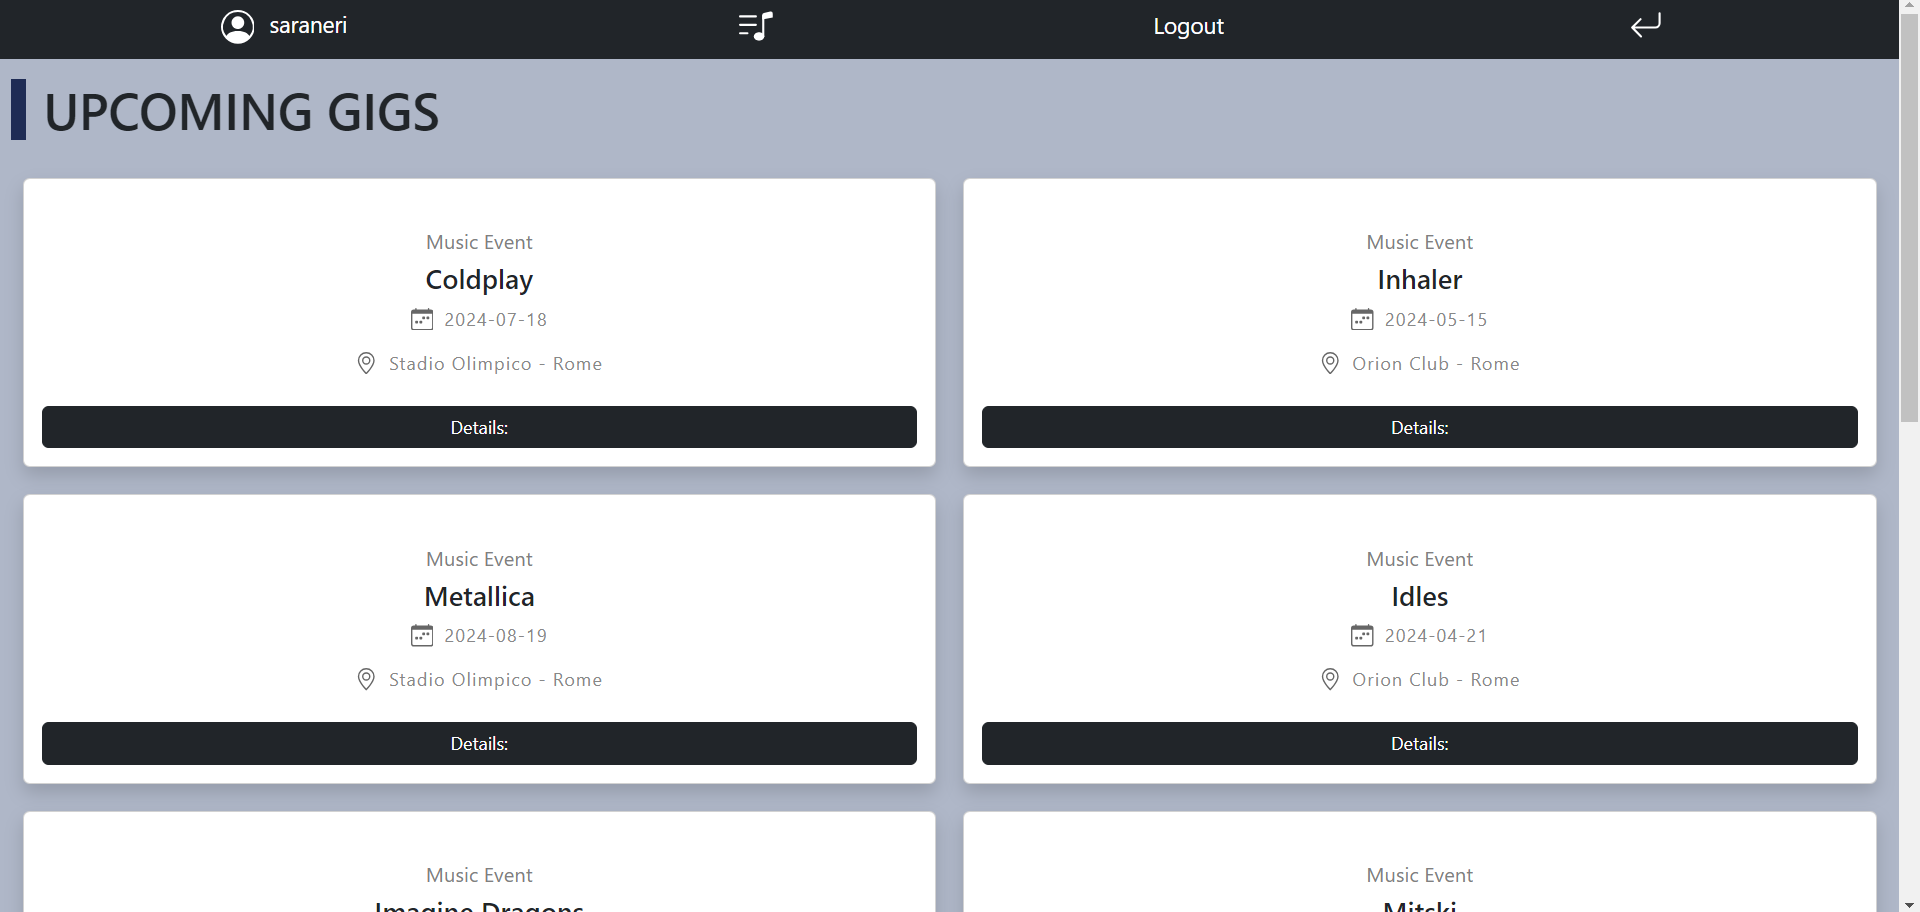 saraneri
Logout
UPCOMING GIGS
Music Event
Coldplay
2024-07-18
Stadio Olimpico - Rome
Details:
Music Event
Inhaler
2024-05-15
Orion Club - Rome
Details:
Music Event
Metallica
2024-08-19
Stadio Olimpico - Rome
Details:
Music Event
Idles
2024-04-21
Orion Club - Rome
Details:
Music Event
Imagine Dragons
Music Event
Mitski